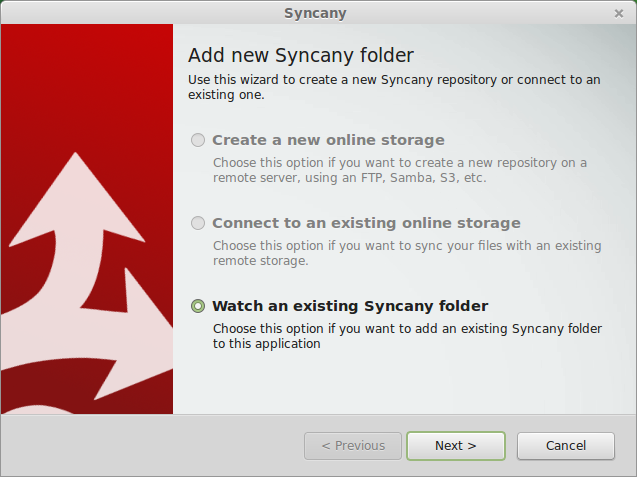 Syncany
Add new Syncany folder
Use this wizard to create a new Syncany repository or connect to an
existing one.
Create a new online storage
Choose this option if you want to create a new repository on a
remote server, using an FTP, Samba, S3, etc.
Connect to an existing online storage
Choose this option if you want to sync your files with an existing
remote storage.
Watch an existing Syncany folder
Choose this option if you want to add an existing Syncany folder
to this application
< Previous
Next >
Cancel